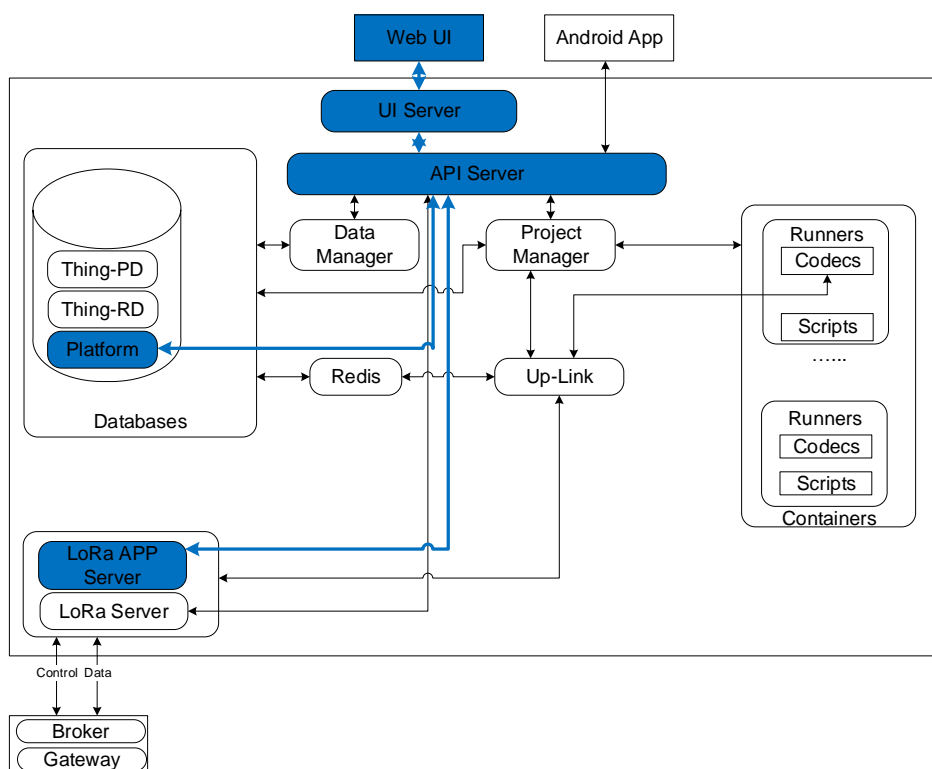 Web UI
Android App
UI Server
API Server
Data
Manager
Project
Manager
Runners
Codecs
Scripts
…...
Thing-PD
Thing-RD
Platform
Databases
Redis
Up-Link
Runners
Codecs
Scripts
Containers
LoRa APP
Server
LoRa Server
Control
Data
Broker
Gateway